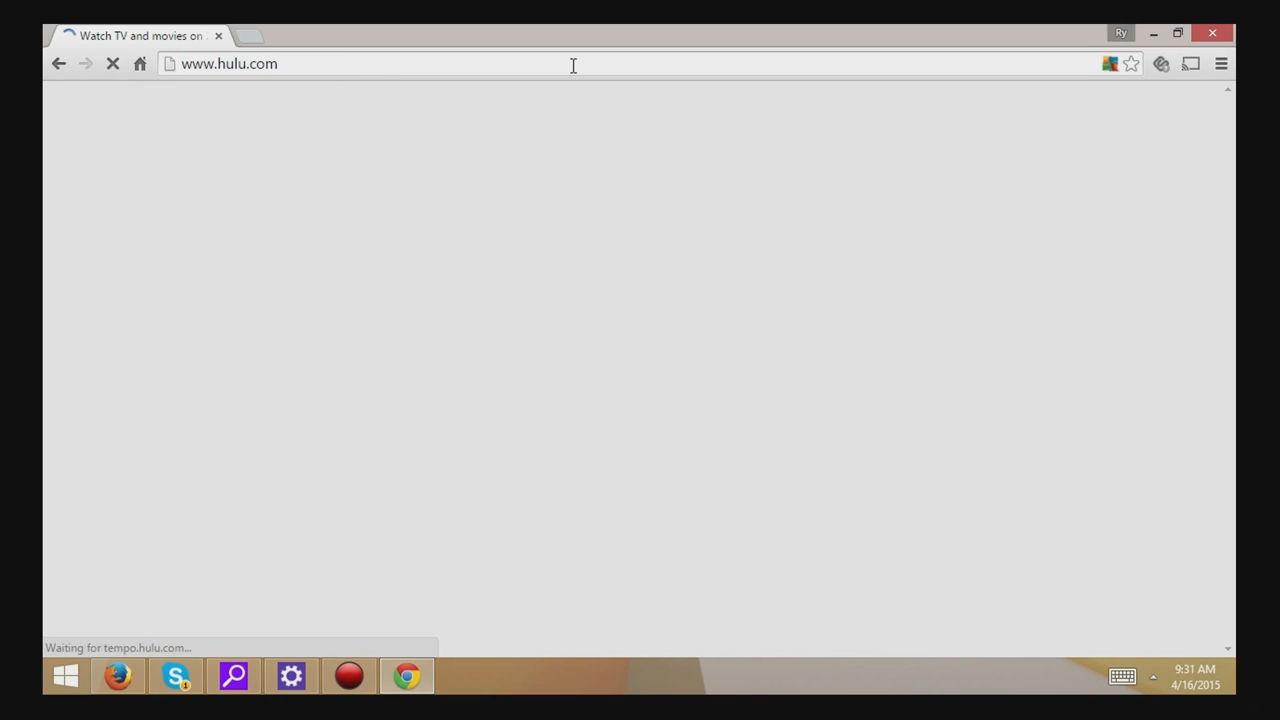 Watch TV and movies on
Ry
www.hulu.com
Waiting for tempo.hulu.com...
S
1
9:31 AM
4/16/2015